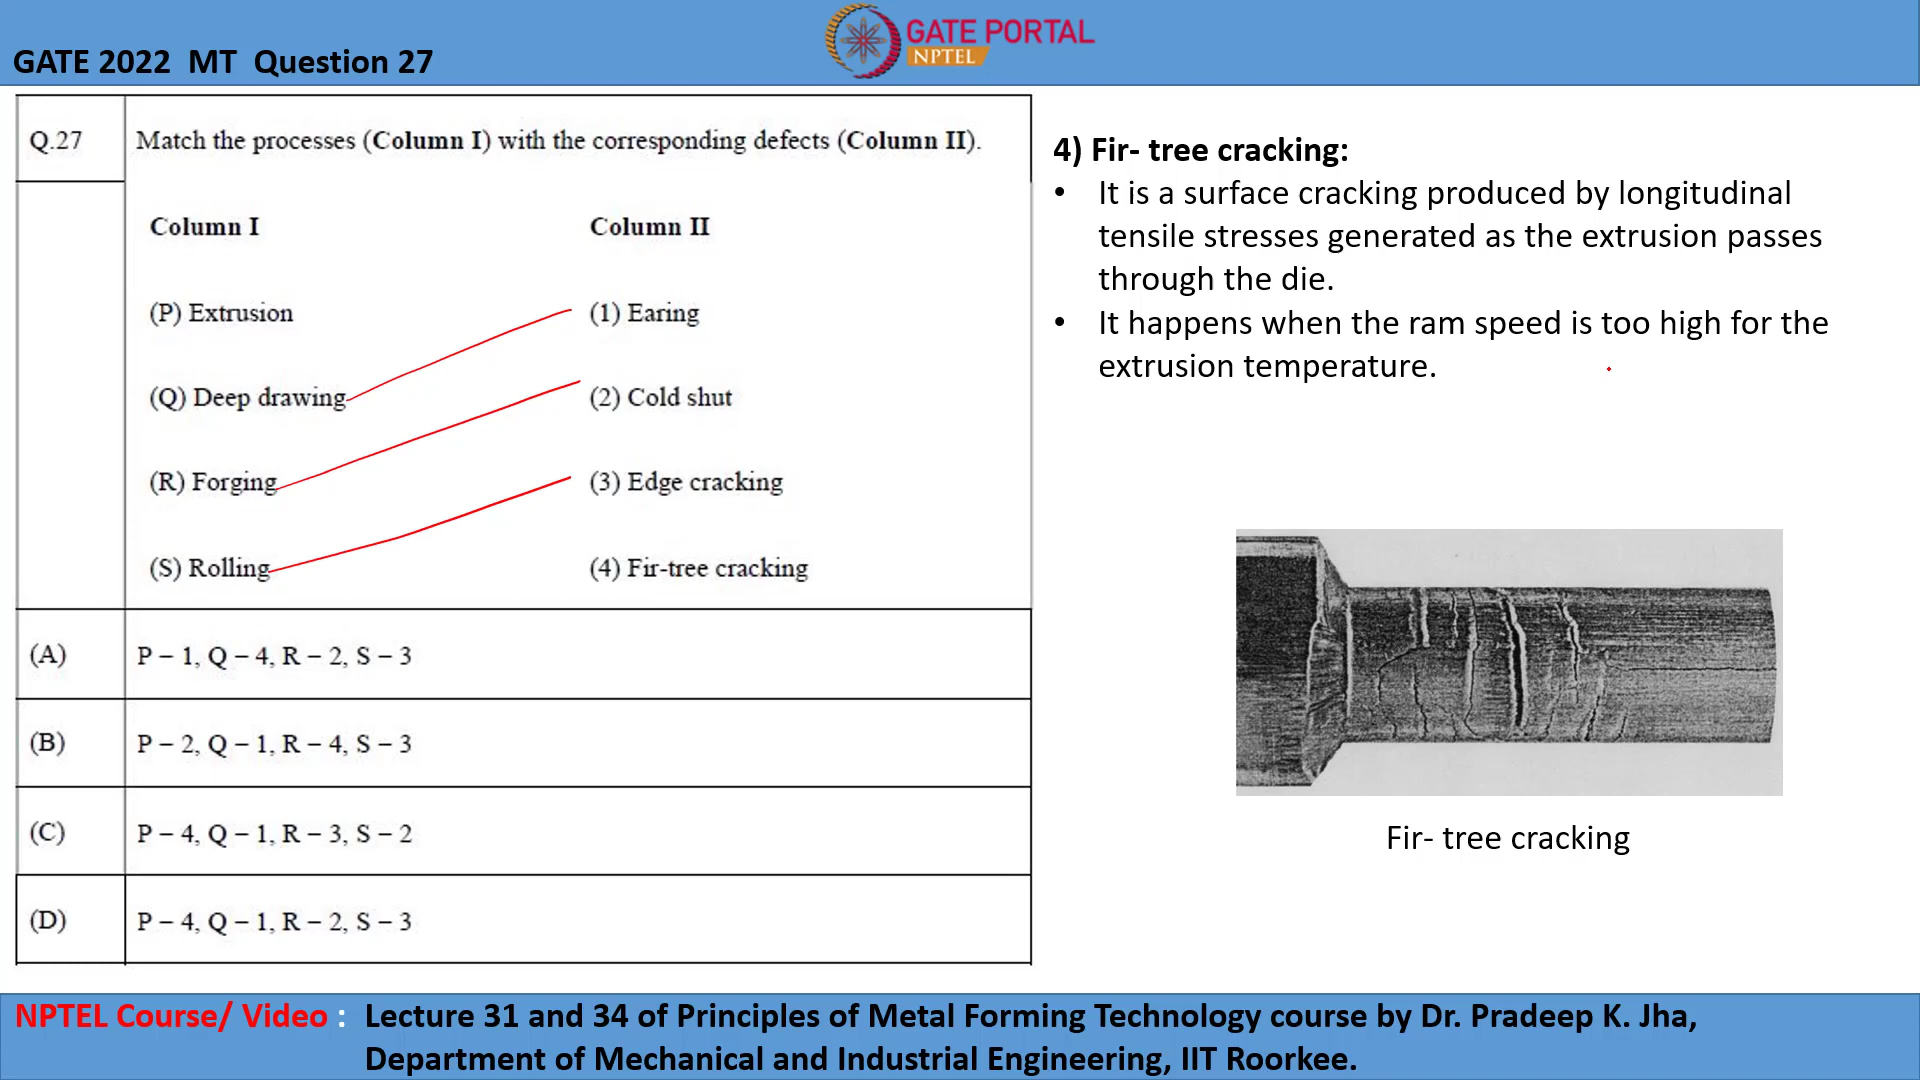 GATE 2022 MT Question 27
GATE PORTAL
NPTEL
Q.27 Match the processes (Column I) with the corresponding defects (Column II).
Column I Column II
(P) Extrusion (1) Earing
(Q) Deep drawing (2) Cold shut
(R) Forging (3) Edge cracking
(S) Rolling (4) Fir-tree cracking
(A) P – 1, Q – 4, R – 2, S – 3
(B) P – 2, Q – 1, R – 4, S – 3
(C) P – 4, Q – 1, R – 3, S – 2
(D) P – 4, Q – 1, R – 2, S – 3
4) Fir- tree cracking:
• It is a surface cracking produced by longitudinal
tensile stresses generated as the extrusion passes
through the die.
• It happens when the ram speed is too high for the
extrusion temperature.
Fir- tree cracking
NPTEL Course/ Video : Lecture 31 and 34 of Principles of Metal Forming Technology course by Dr. Pradeep K. Jha,
Department of Mechanical and Industrial Engineering, IIT Roorkee.